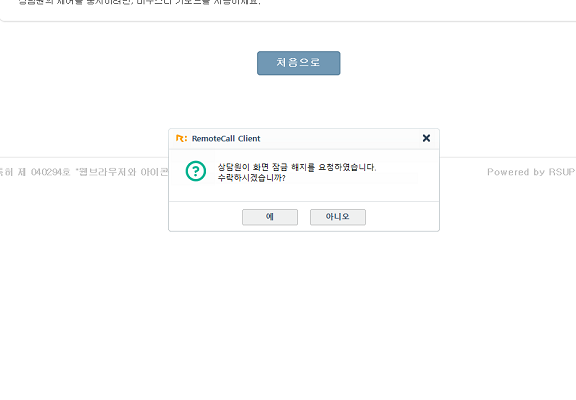 상담원의 제어를 중지하려면, 마우스나 키보드를 사용하세요.
처음으로
RemoteCall Client
상담원이 화면 잠금 해지를 요청하였습니다.
수락하시겠습니까?
예
아니오
특허 제 040294호 "웹브라우저와 아이콘
Powered by RSUP